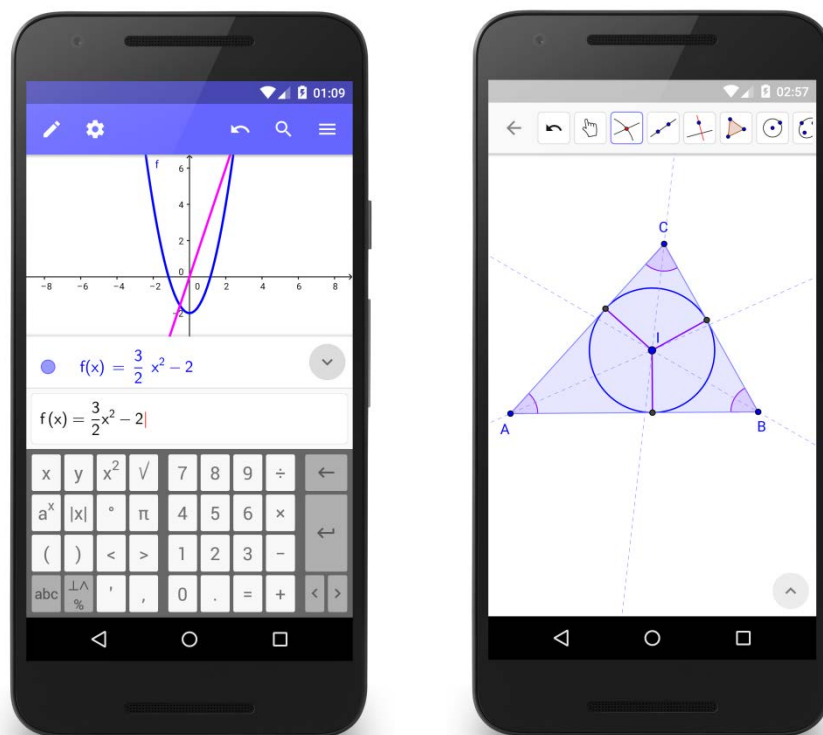 01:09
f
6
4
2
0
-8 -6 -4 -2 0 2 4 6 8
-2
f(x) = 3/2 x² − 2
f(x) = 3/2x² − 2
x y x² √ 7 8 9 ÷
aˣ |x| ° π 4 5 6 ×
( ) < > 1 2 3 −
abc ⊥∧ % ' , 0 . = + < >
02:57
C
I
A
B